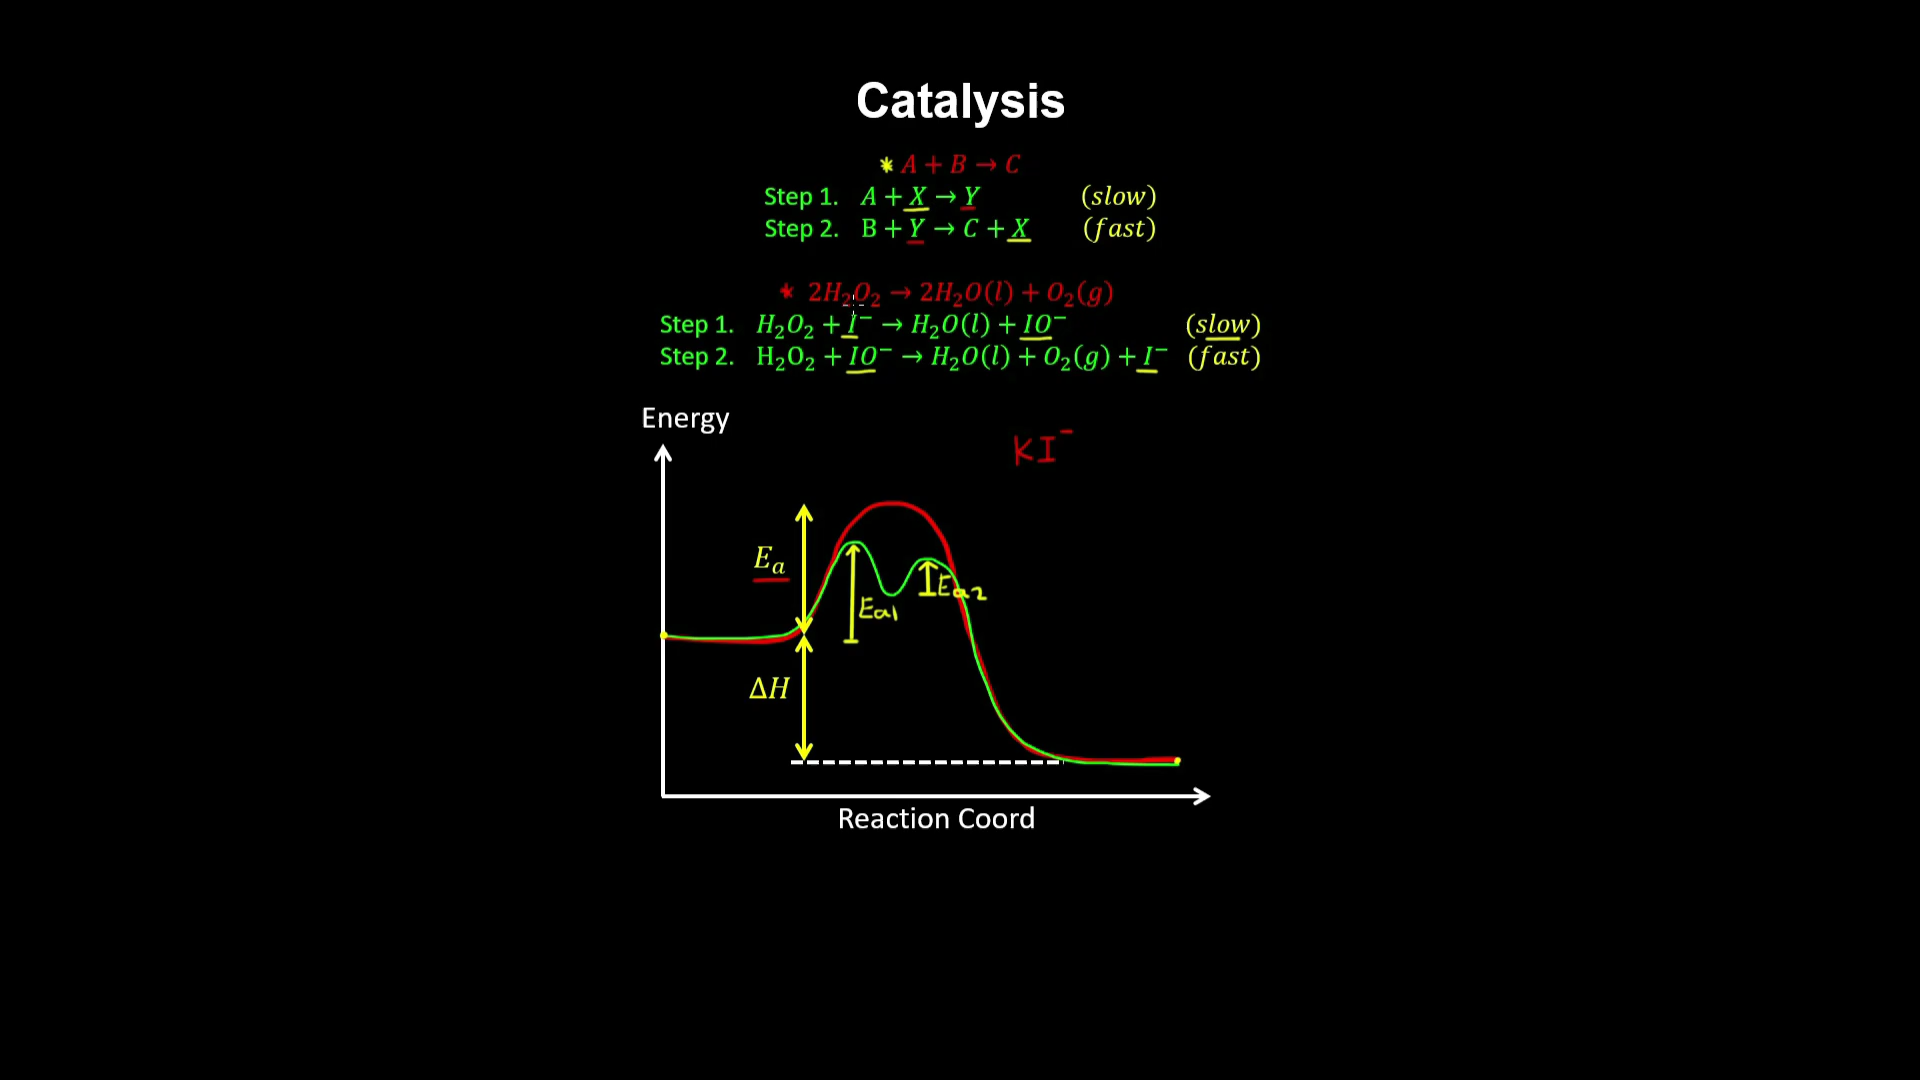 Catalysis
* A + B → C
Step 1. A + X → Y (slow)
Step 2. B + Y → C + X (fast)
* 2H₂O₂ → 2H₂O(l) + O₂(g)
Step 1. H₂O₂ + I⁻ → H₂O(l) + IO⁻ (slow)
Step 2. H₂O₂ + IO⁻ → H₂O(l) + O₂(g) + I⁻ (fast)
Energy
KI⁻
Eₐ
Ea2
Ea1
ΔH
Reaction Coord